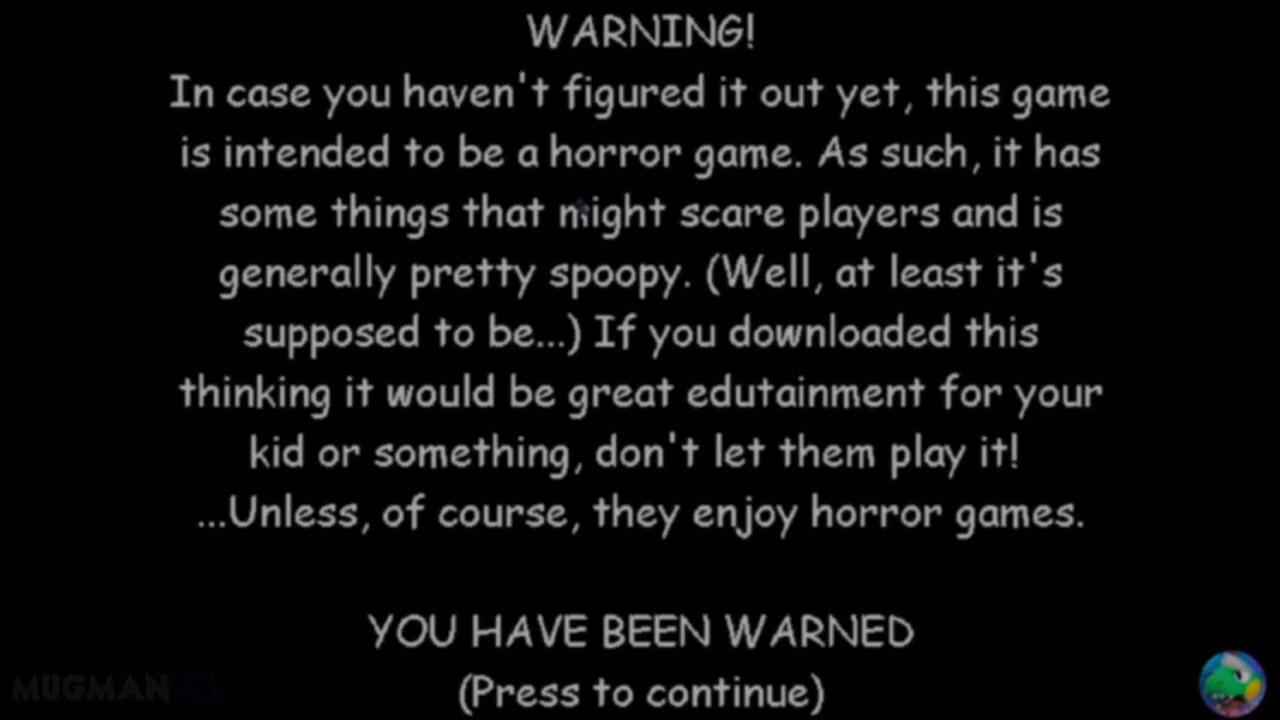 WARNING!
In case you haven't figured it out yet, this game
is intended to be a horror game. As such, it has
some things that might scare players and is
generally pretty spoopy. (Well, at least it's
supposed to be...) If you downloaded this
thinking it would be great edutainment for your
kid or something, don't let them play it!
...Unless, of course, they enjoy horror games.
YOU HAVE BEEN WARNED
(Press to continue)
MUGMAN